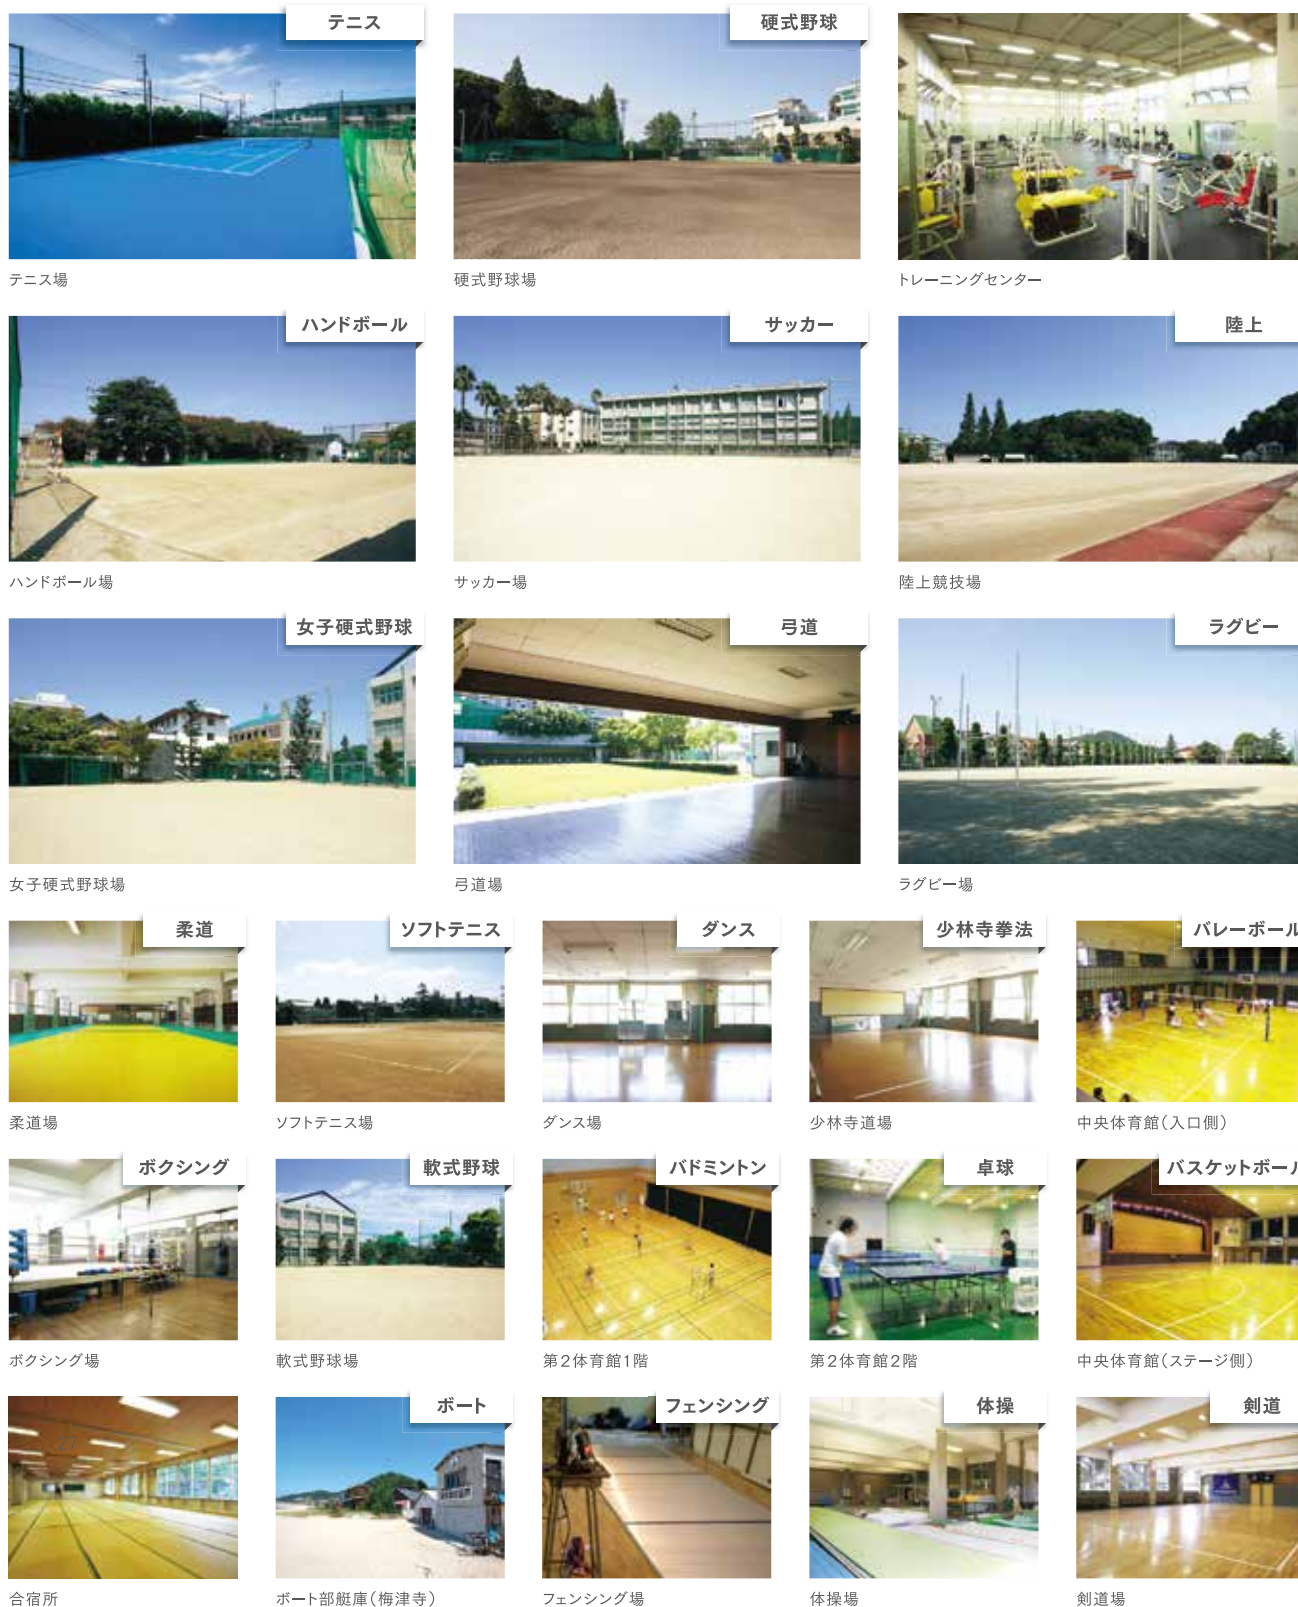 テニス
硬式野球
テニス場
硬式野球場
トレーニングセンター
ハンドボール
サッカー
陸上
ハンドボール場
サッカー場
陸上競技場
女子硬式野球
弓道
ラグビー
女子硬式野球場
弓道場
ラグビー場
柔道
ソフトテニス
ダンス
少林寺拳法
バレーボール
柔道場
ソフトテニス場
ダンス場
少林寺道場
中央体育館(入口側)
ボクシング
軟式野球
バドミントン
卓球
バスケットボール
ボクシング場
軟式野球場
第2体育館1階
第2体育館2階
中央体育館(ステージ側)
ボート
フェンシング
体操
剣道
合宿所
ボート部艇庫(梅津寺)
フェンシング場
体操場
剣道場